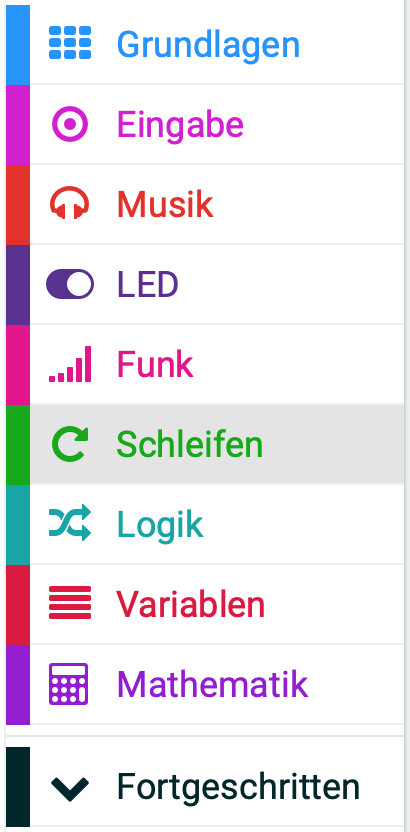 Grundlagen
Eingabe
Musik
LED
Funk
Schleifen
Logik
Variablen
Mathematik
Fortgeschritten